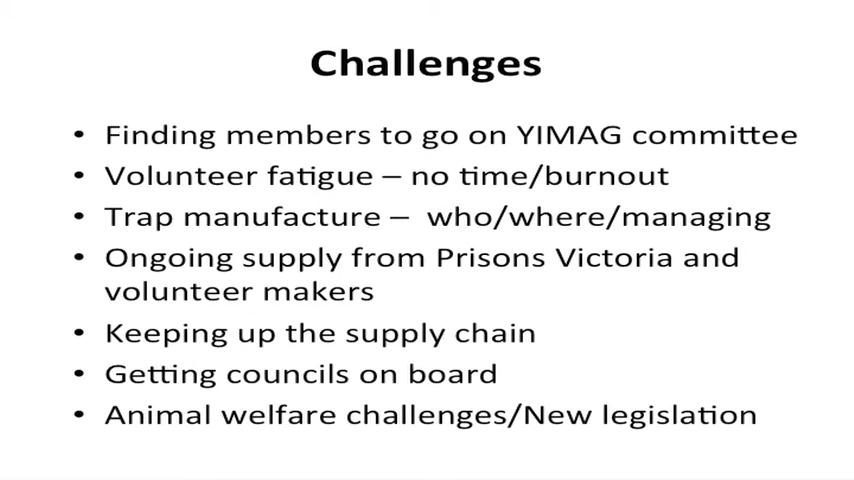 Challenges
• Finding members to go on YIMAG committee
• Volunteer fatigue – no time/burnout
• Trap manufacture –  who/where/managing
• Ongoing supply from Prisons Victoria and
volunteer makers
• Keeping up the supply chain
• Getting councils on board
• Animal welfare challenges/New legislation